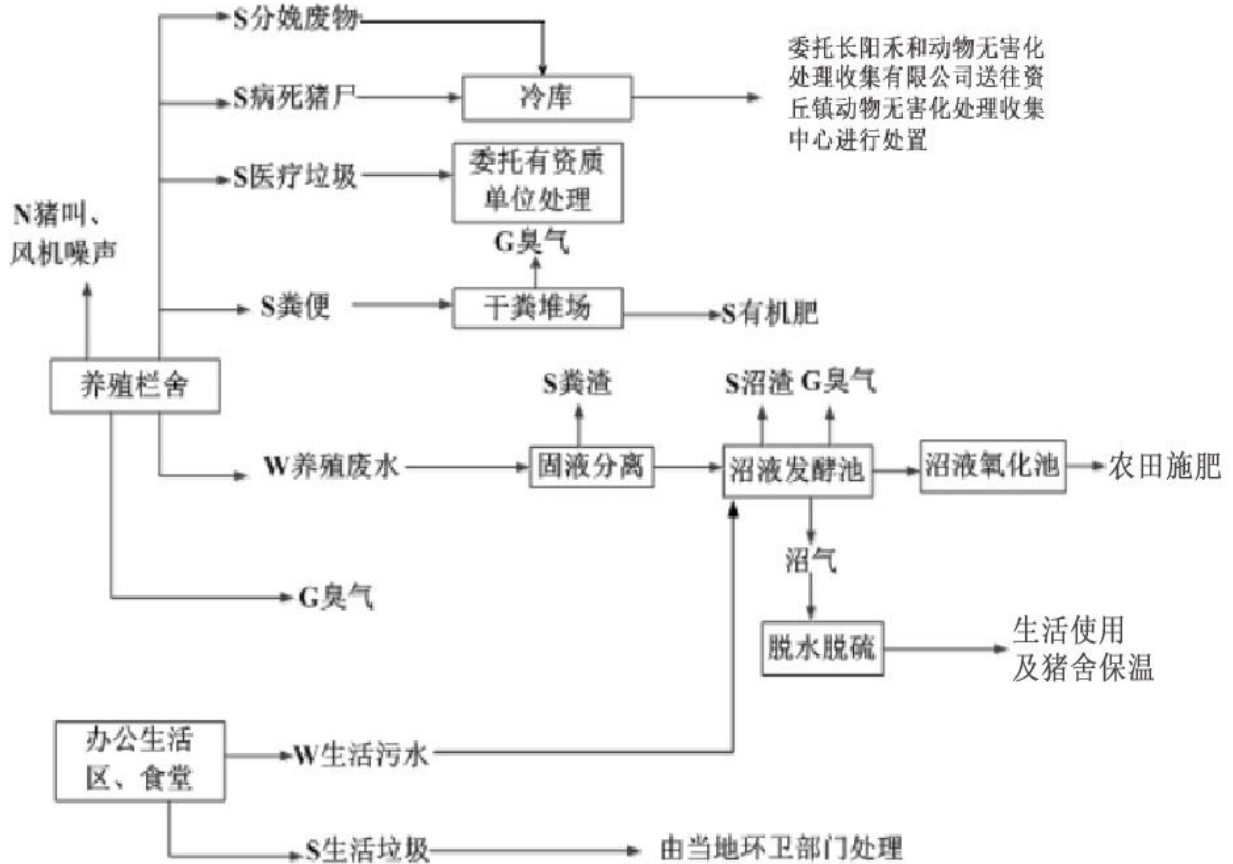 S分娩废物
委托长阳禾和动物无害化
处理收集有限公司送往资
丘镇动物无害化处理收集
中心进行处置
S病死猪尸
冷库
S医疗垃圾
委托有资质
单位处理
N猪叫、
风机噪声
G臭气
S粪便
干粪堆场
S有机肥
养殖栏舍
S粪渣
S沼渣
G臭气
W养殖废水
固液分离
沼液发酵池
沼液氧化池
农田施肥
沼气
G臭气
脱水脱硫
生活使用
及猪舍保温
办公生活
区、食堂
W生活污水
S生活垃圾
由当地环卫部门处理